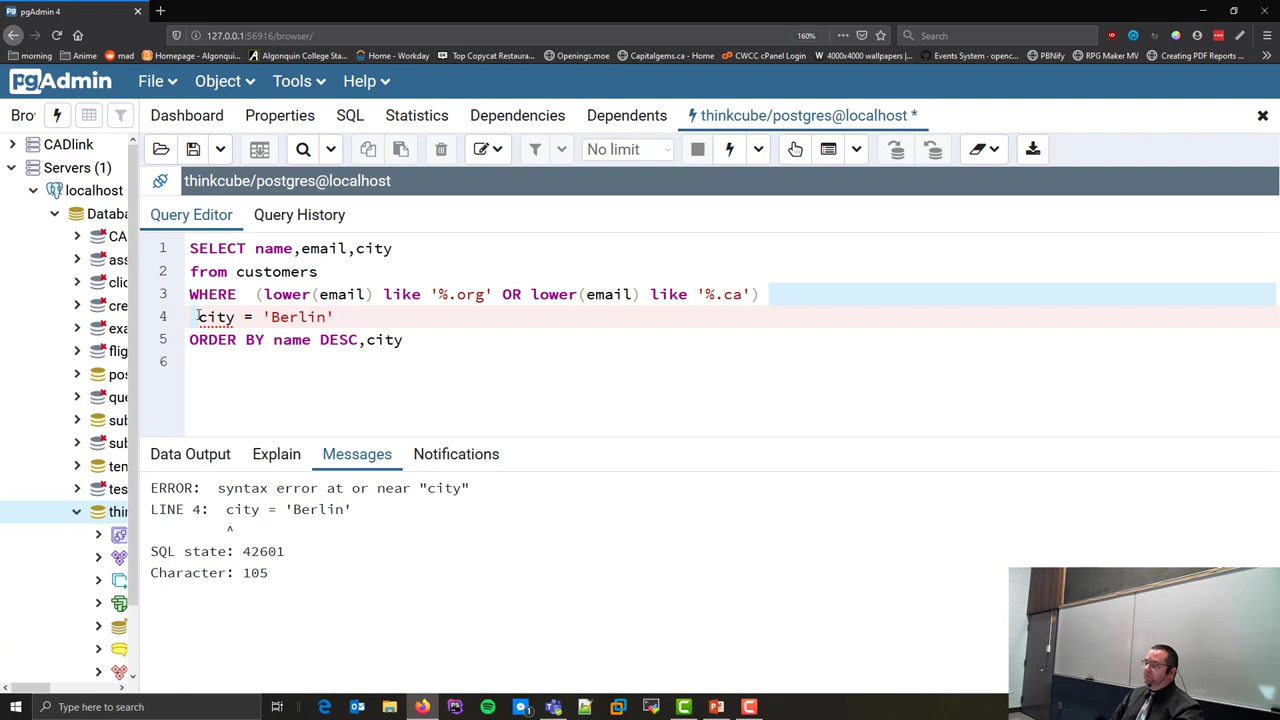 pgAdmin 4
127.0.0.1:56916/browser/
160%
Search
morning
Anime
Mail - reddit
Homepage - Algonqui...
Algonquin College St...
Home - Workday
Top Copycat Restaura...
Openings.moe
Capitalgems.ca - Home
CWCC cPanel Login
4000x4000 wallpapers |...
Events System - openc...
PBNify
RPG Maker MV
Creating PDF Reports ...
pgAdmin
File
Object
Tools
Help
Bro
Dashboard
Properties
SQL
Statistics
Dependencies
Dependents
thinkcube/postgres@localhost *
CADlink
Servers (1)
localhost
Databa
CA
ass
clic
cre
exa
flig
pos
que
sub
sub
ten
tes
thin
No limit
thinkcube/postgres@localhost
Query Editor
Query History
1 SELECT name,email,city
2 from customers
3 WHERE (lower(email) like '%.org' OR lower(email) like '%.ca')
4 city = 'Berlin'
5 ORDER BY name DESC,city
6
Data Output
Explain
Messages
Notifications
ERROR: syntax error at or near "city"
LINE 4: city = 'Berlin'
^
SQL state: 42601
Character: 105
Type here to search